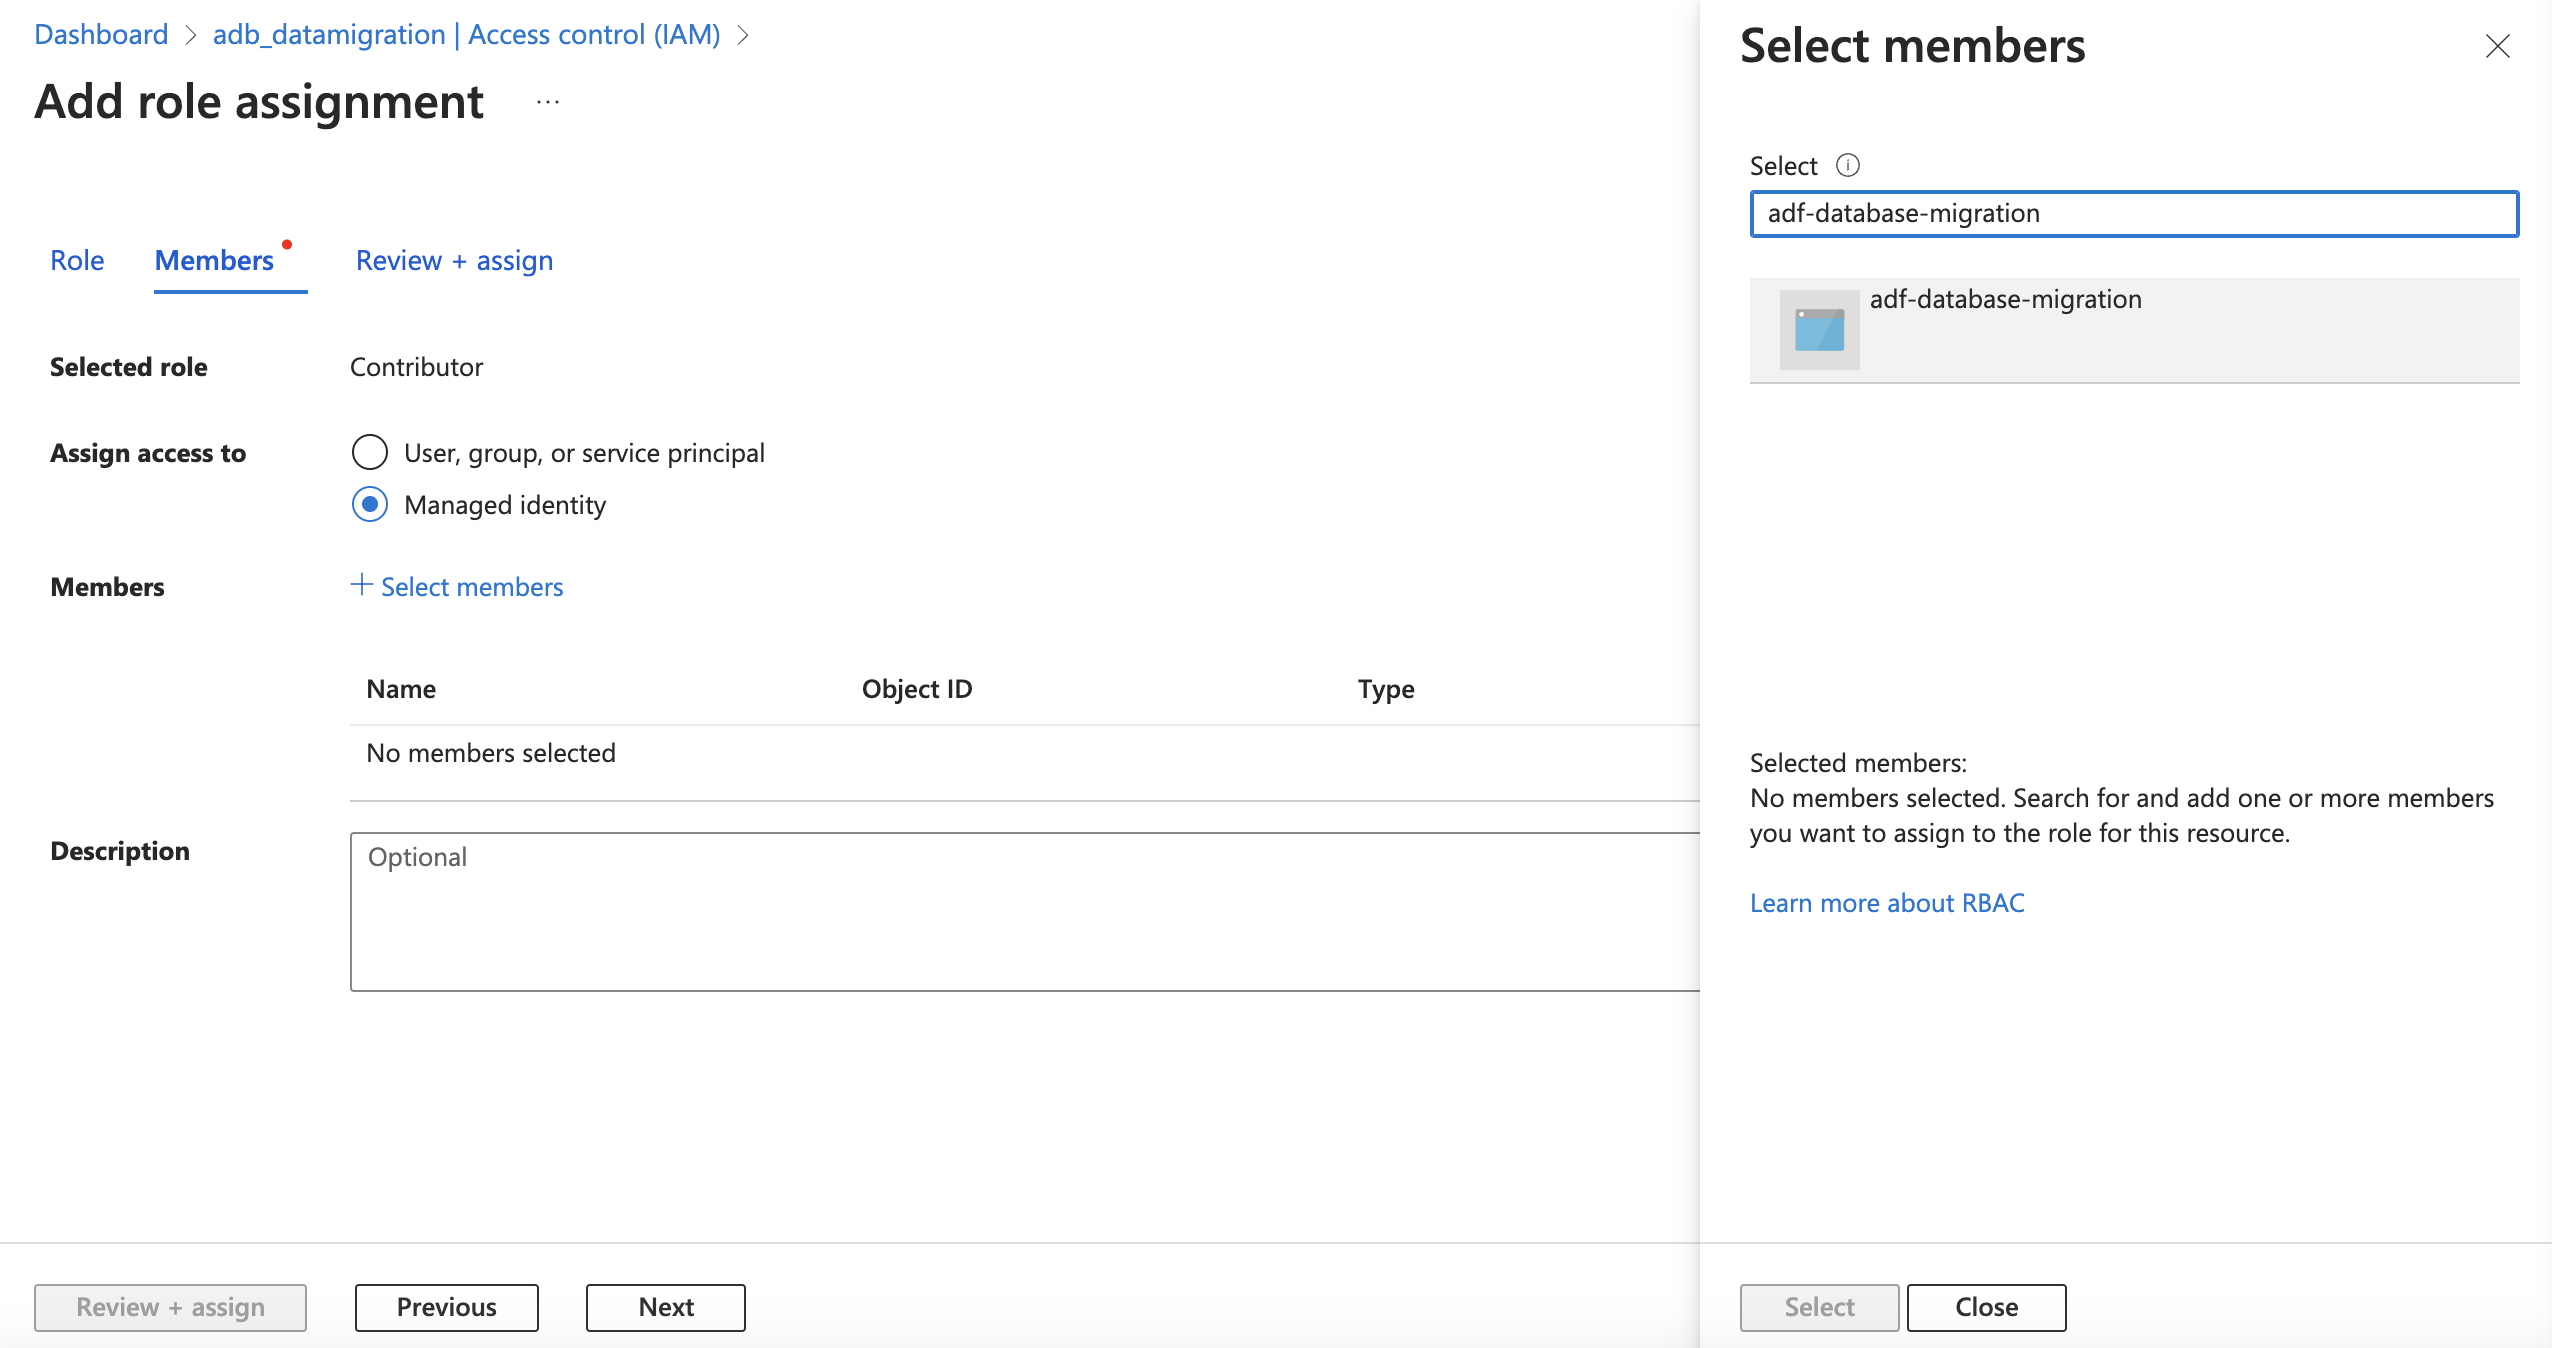 Dashboard > adb_datamigration | Access control (IAM) >
Add role assignment ...
Role Members Review + assign
Selected role Contributor
Assign access to User, group, or service principal
Managed identity
Members + Select members
Name Object ID Type
No members selected
Description Optional
Review + assign Previous Next
Select members
Select
adf-database-migration
adf-database-migration
Selected members:
No members selected. Search for and add one or more members
you want to assign to the role for this resource.
Learn more about RBAC
Select Close